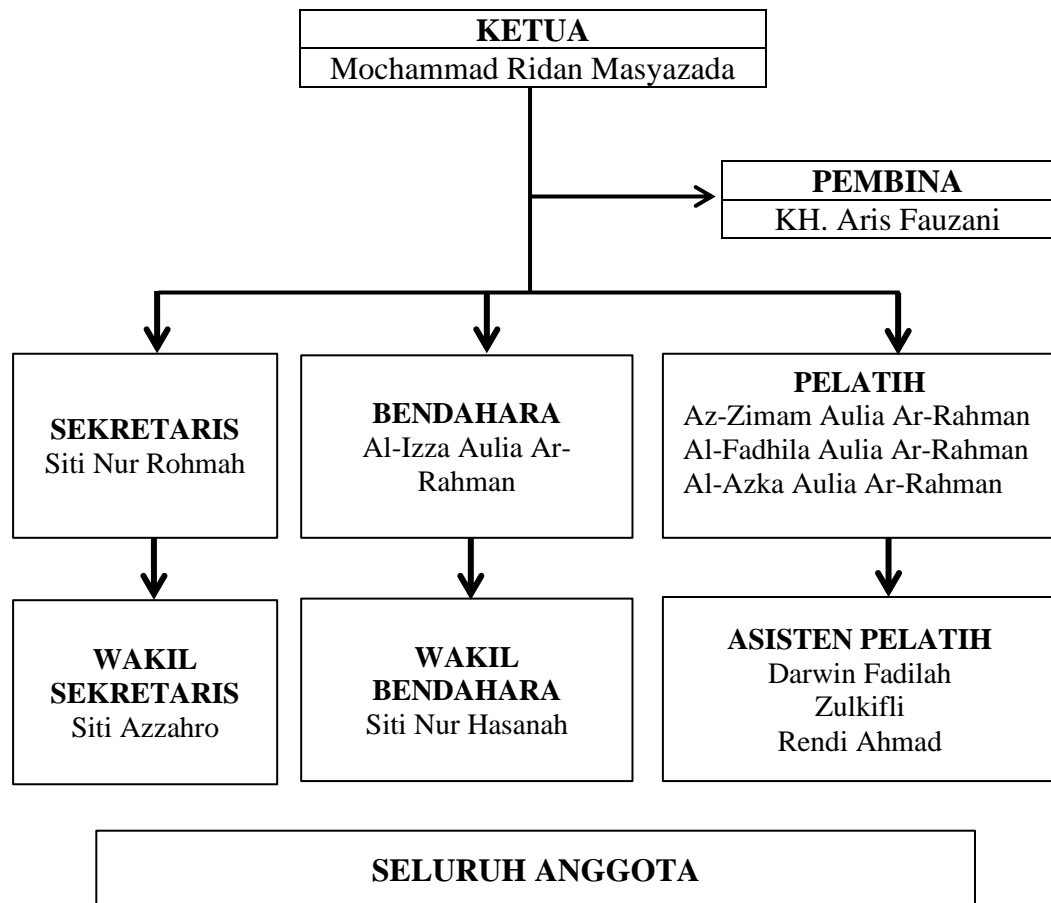 KETUA
Mochammad Ridan Masyazada
PEMBINA
KH. Aris Fauzani
SEKRETARIS
Siti Nur Rohmah
BENDAHARA
Al-Izza Aulia Ar-
Rahman
PELATIH
Az-Zimam Aulia Ar-Rahman
Al-Fadhila Aulia Ar-Rahman
Al-Azka Aulia Ar-Rahman
WAKIL
SEKRETARIS
Siti Azzahro
WAKIL
BENDAHARA
Siti Nur Hasanah
ASISTEN PELATIH
Darwin Fadilah
Zulkifli
Rendi Ahmad
SELURUH ANGGOTA